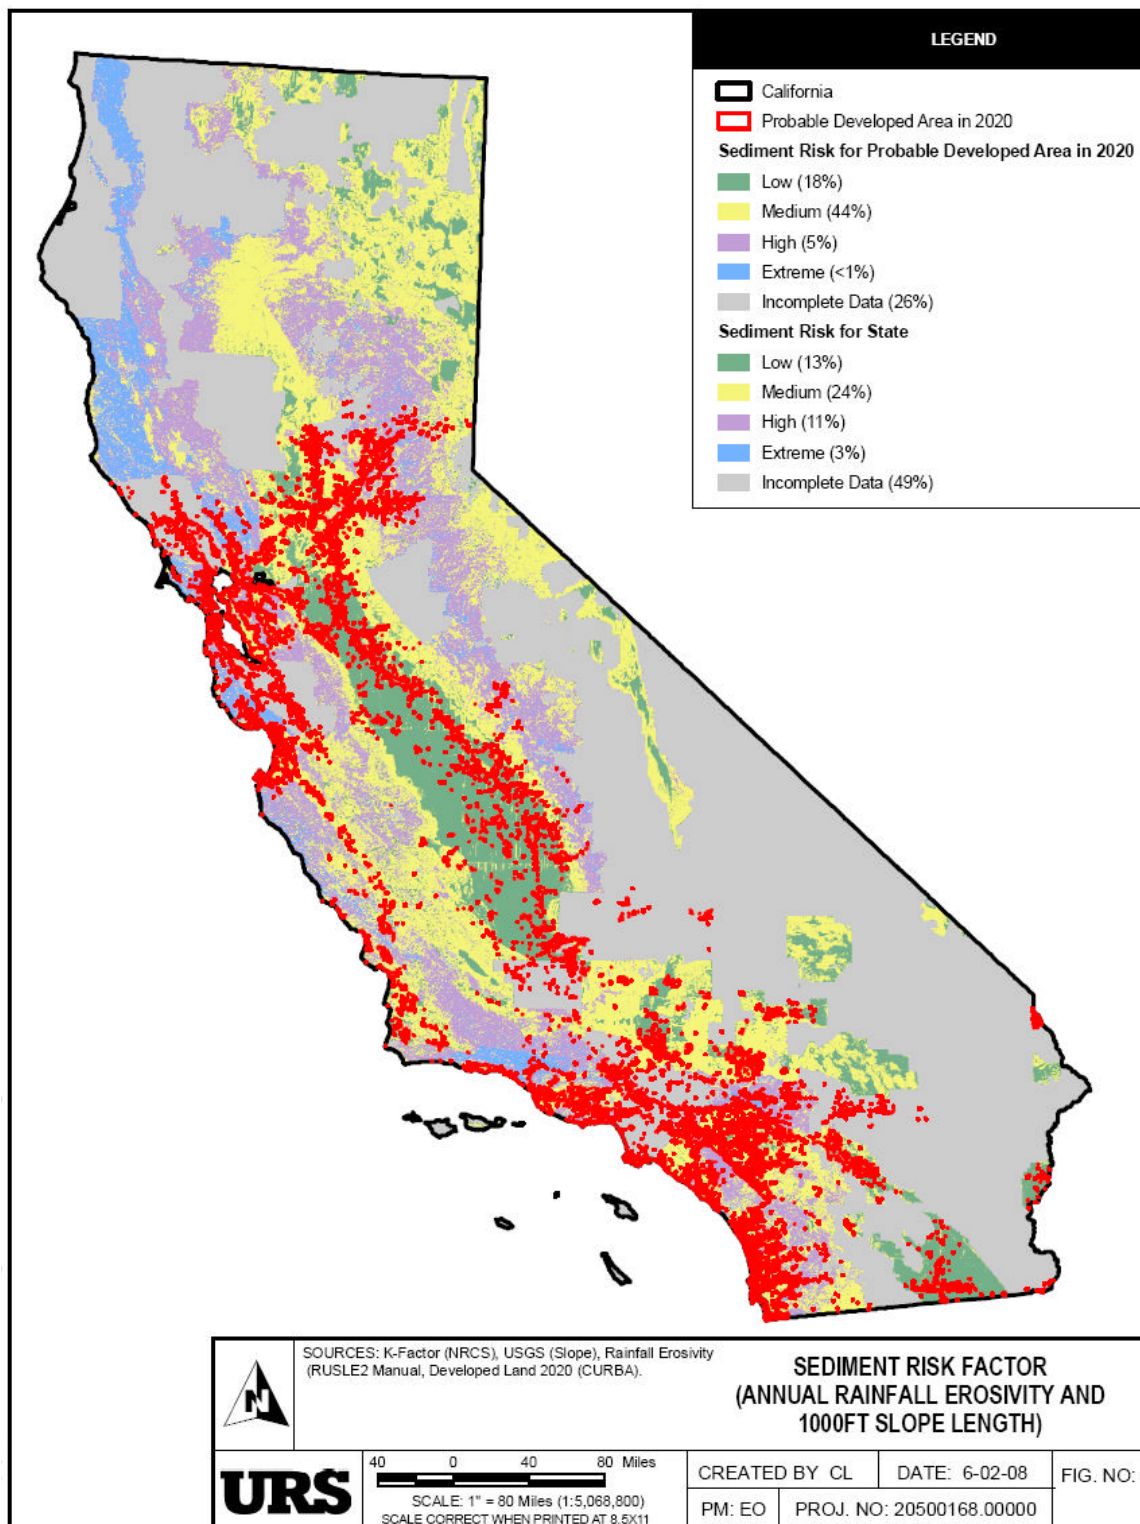 LEGEND
California
Probable Developed Area in 2020
Sediment Risk for Probable Developed Area in 2020
Low (18%)
Medium (44%)
High (5%)
Extreme (<1%)
Incomplete Data (26%)
Sediment Risk for State
Low (13%)
Medium (24%)
High (11%)
Extreme (3%)
Incomplete Data (49%)
N
SOURCES: K-Factor (NRCS), USGS (Slope), Rainfall Erosivity
(RUSLE2 Manual, Developed Land 2020 (CURBA).
SEDIMENT RISK FACTOR
(ANNUAL RAINFALL EROSIVITY AND
1000FT SLOPE LENGTH)
URS
40 0 40 80 Miles
SCALE: 1" = 80 Miles (1:5,068,800)
SCALE CORRECT WHEN PRINTED AT 8.5X11
CREATED BY CL
DATE: 6-02-08
FIG. NO:
PM: EO
PROJ. NO: 20500168.00000